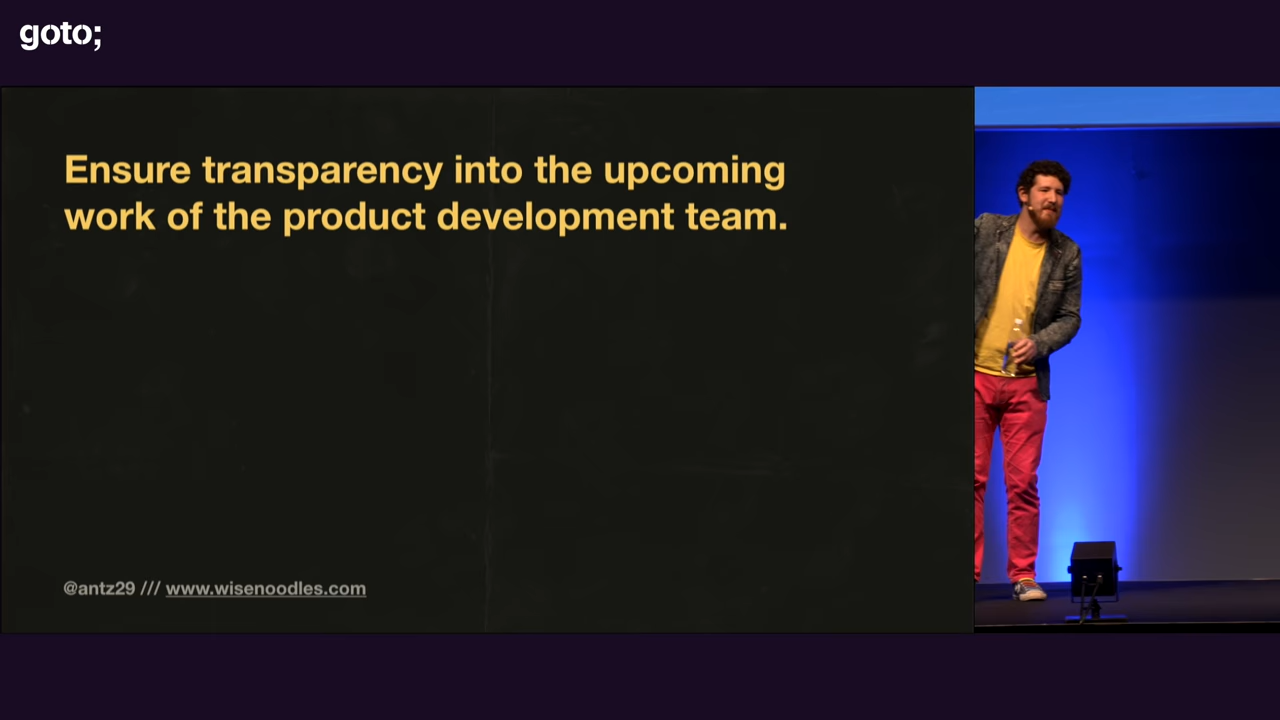 goto;
Ensure transparency into the upcoming
work of the product development team.
@antz29 /// www.wisenoodles.com